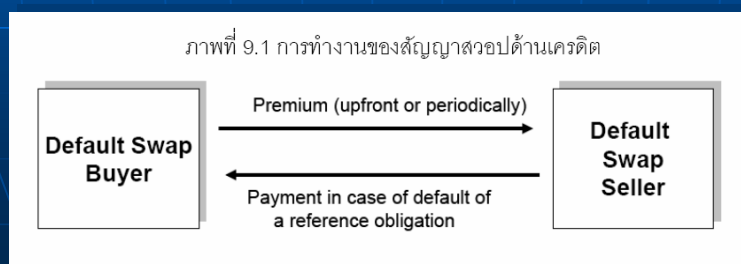 ภาพที่ 9.1 การทำงานของสัญญาสวอปด้านเครดิต
Premium (upfront or periodically)
Default Swap
Buyer
Default
Swap
Seller
Payment in case of default of
a reference obligation